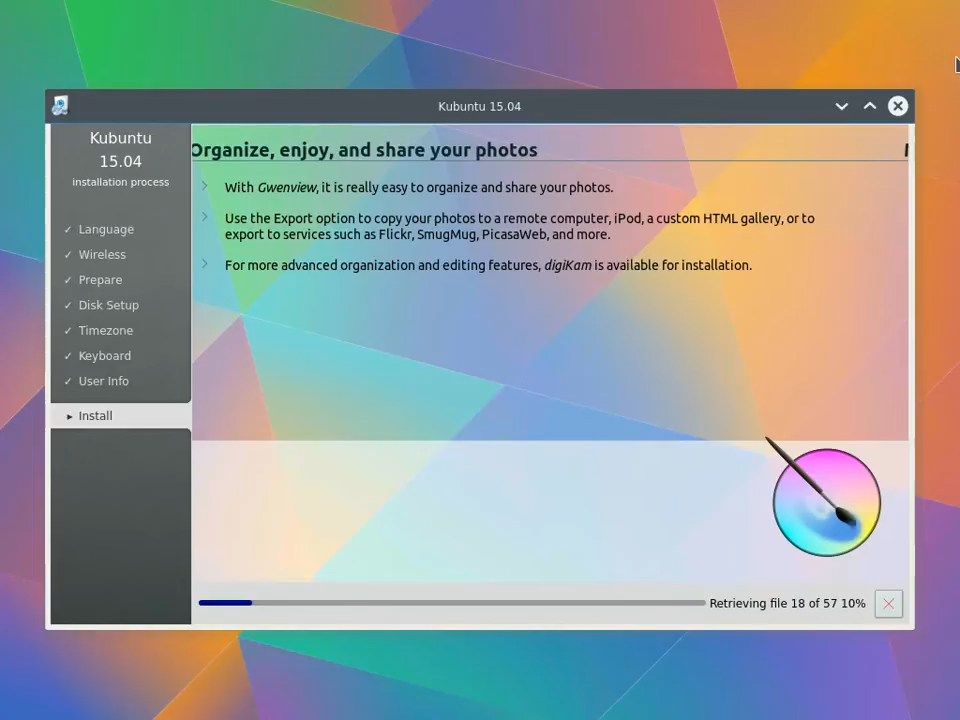 Kubuntu 15.04
Kubuntu
15.04
installation process
✓ Language
✓ Wireless
✓ Prepare
✓ Disk Setup
✓ Timezone
✓ Keyboard
✓ User Info
▸ Install
Organize, enjoy, and share your photos
With Gwenview, it is really easy to organize and share your photos.
Use the Export option to copy your photos to a remote computer, iPod, a custom HTML gallery, or to
export to services such as Flickr, SmugMug, PicasaWeb, and more.
For more advanced organization and editing features, digiKam is available for installation.
Retrieving file 18 of 57 10%